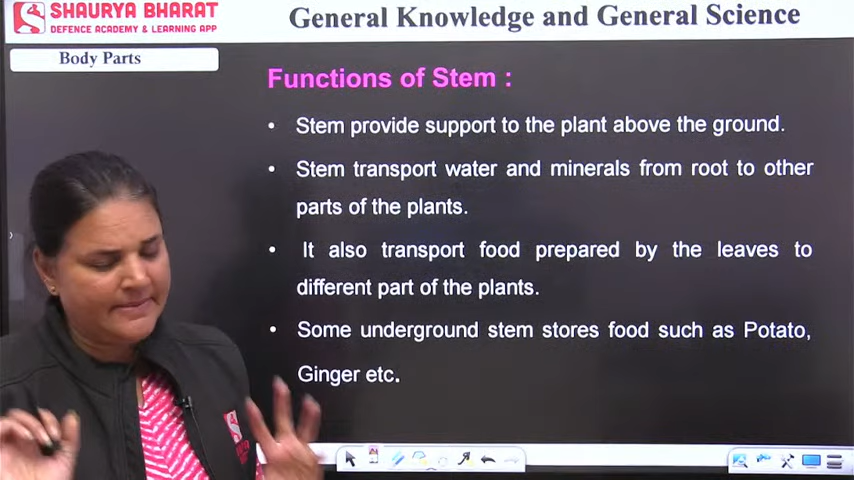 SHAURYA BHARAT
DEFENCE ACADEMY & LEARNING APP
General Knowledge and General Science
Body Parts
Functions of Stem :
• Stem provide support to the plant above the ground.
• Stem transport water and minerals from root to other
parts of the plants.
• It also transport food prepared by the leaves to
different part of the plants.
• Some underground stem stores food such as Potato,
Ginger etc.